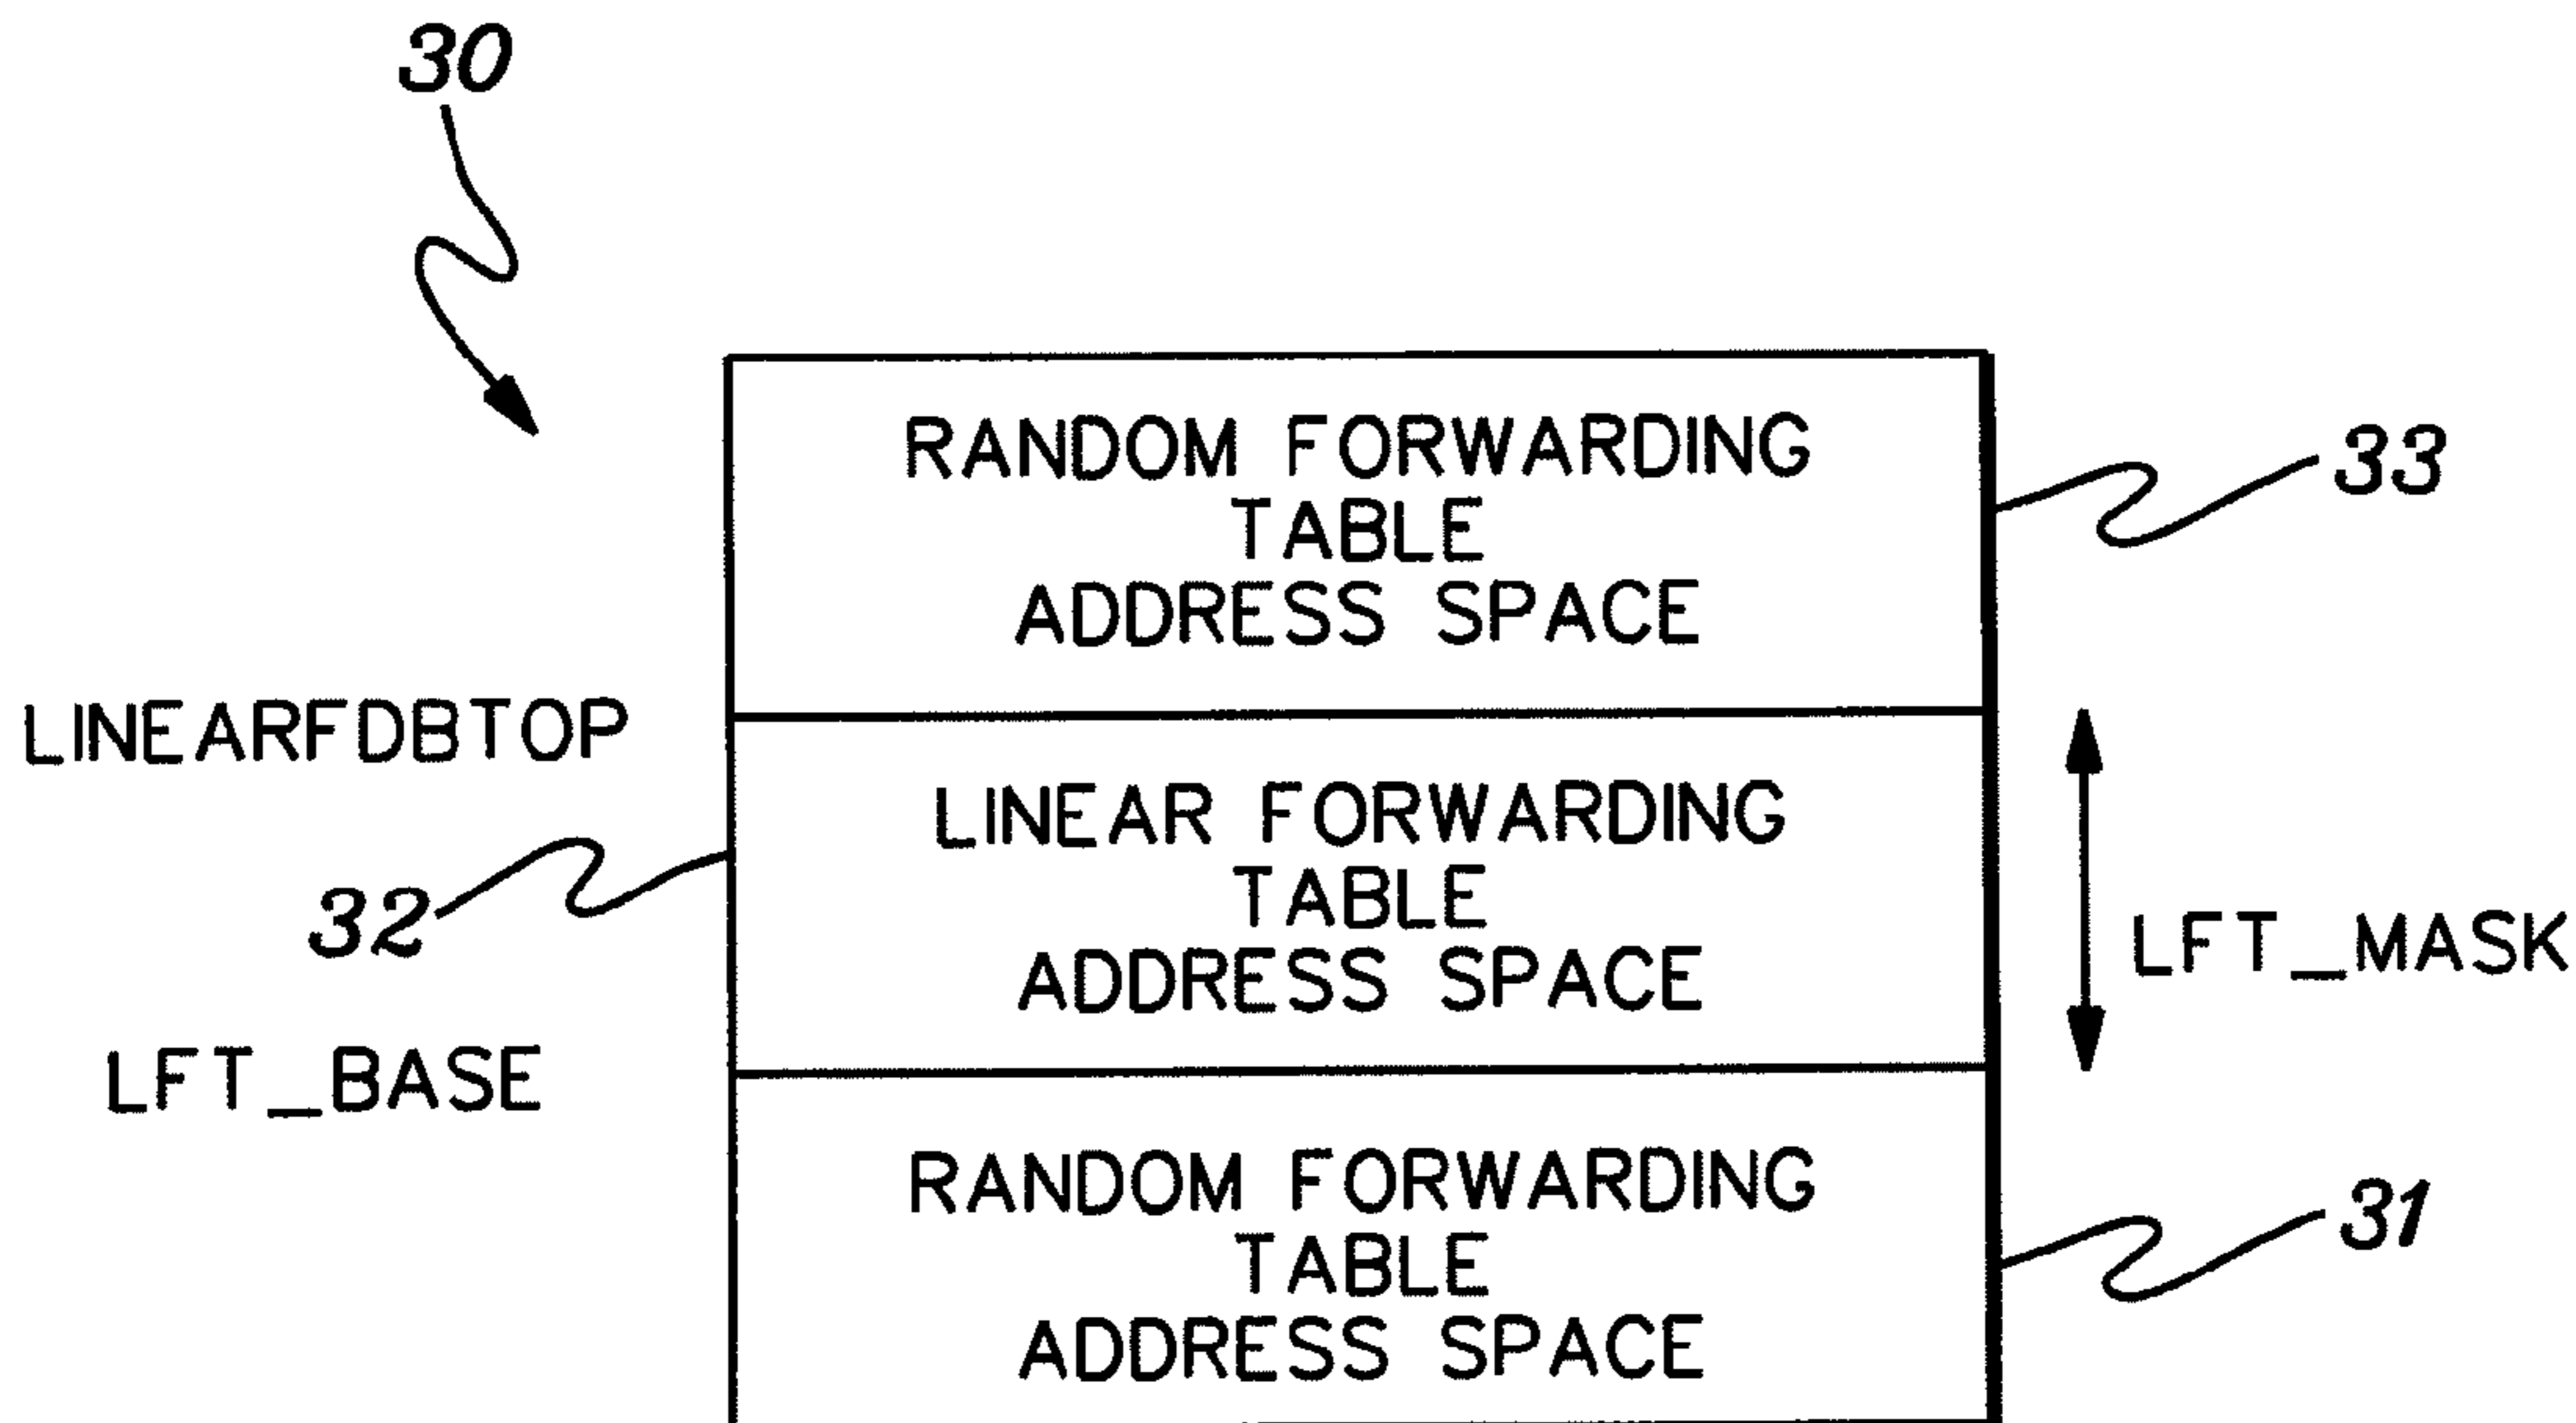 30
RANDOM FORWARDING
TABLE
ADDRESS SPACE
33
LINEARFDBTOP
LINEAR FORWARDING
TABLE
ADDRESS SPACE
32
LFT_MASK
LFT_BASE
RANDOM FORWARDING
TABLE
ADDRESS SPACE
31